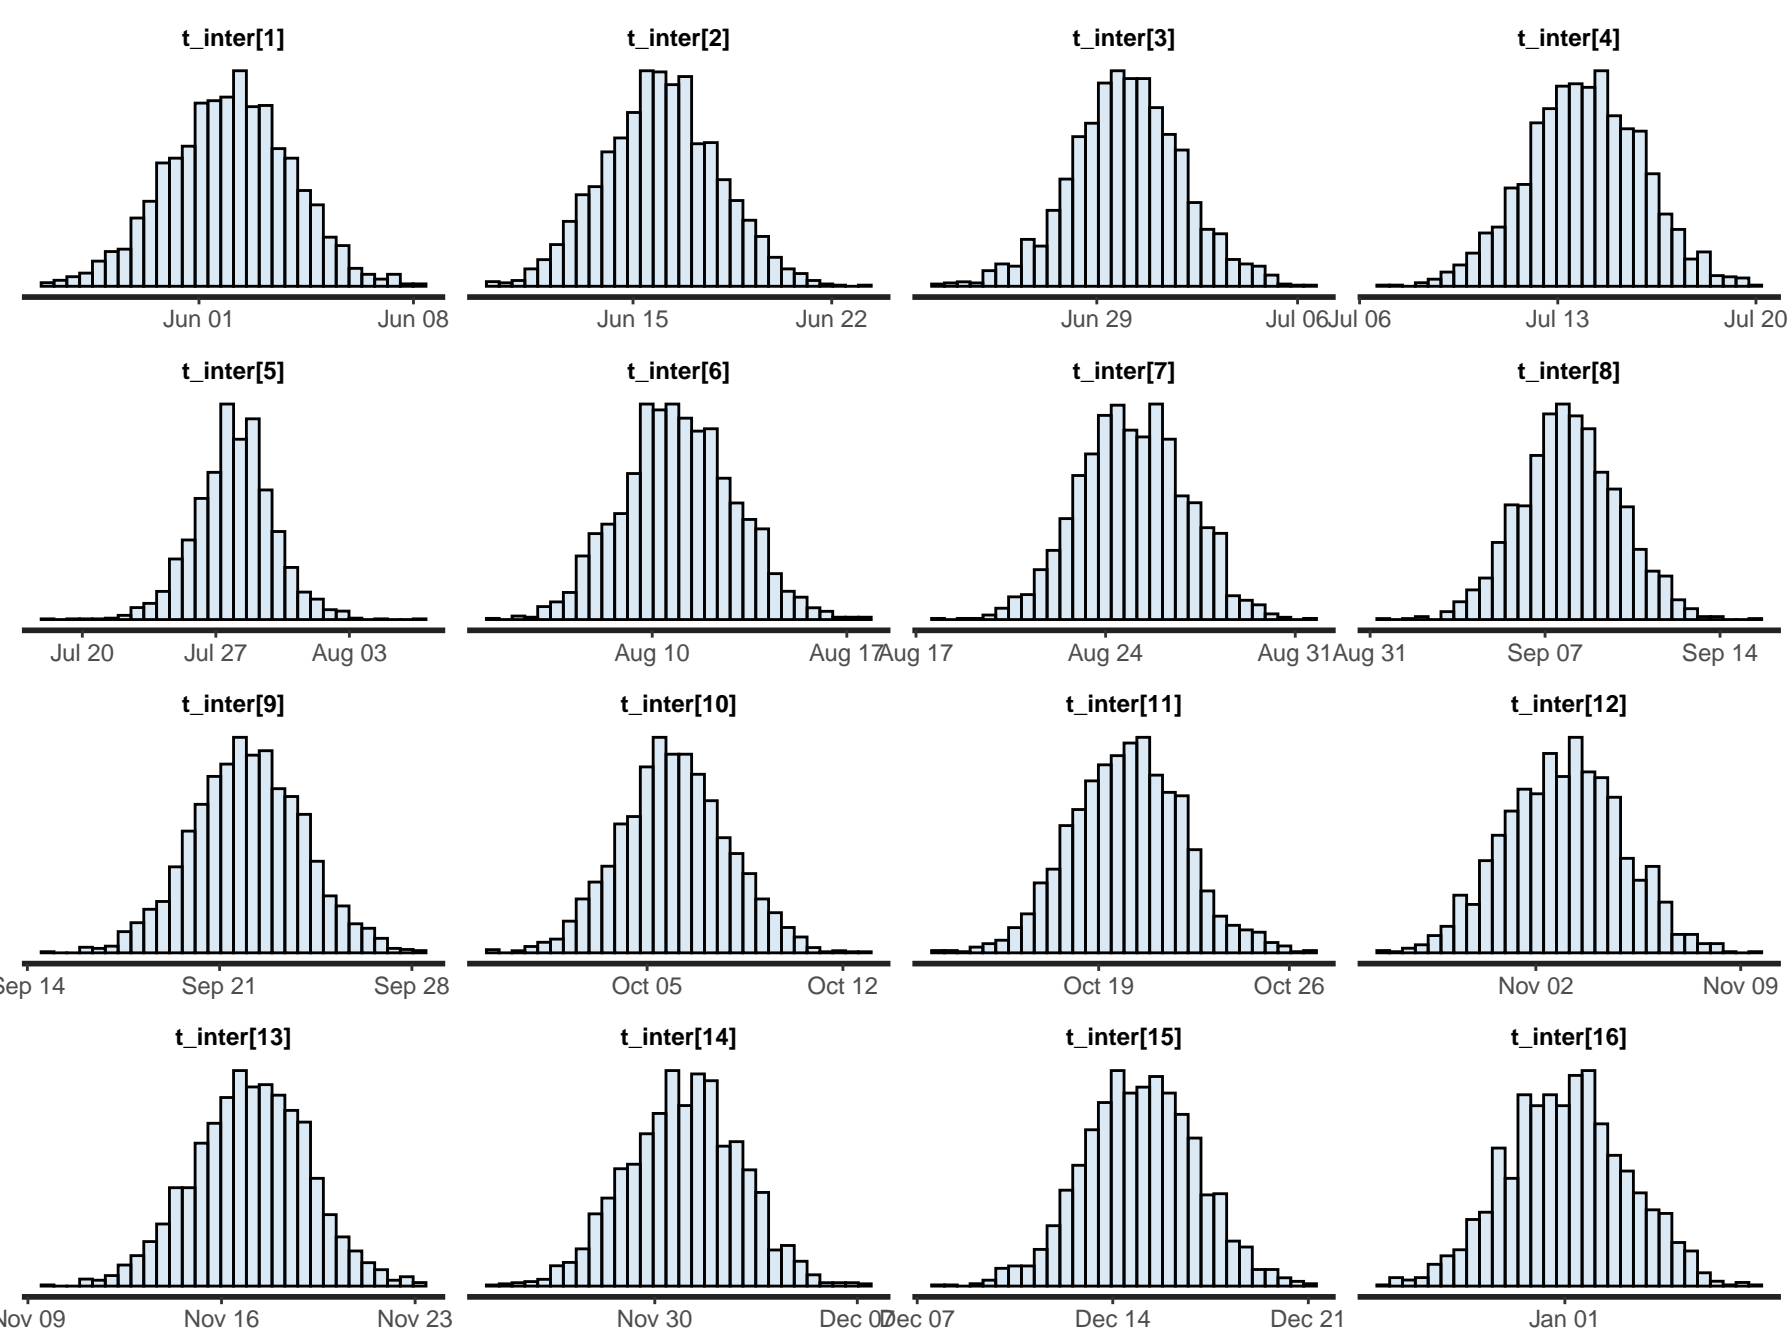 t_inter[1] t_inter[2] t_inter[3] t_inter[4]
Jun 01 Jun 08 Jun 15 Jun 22 Jun 29 Jul 06 Jul 06 Jul 13 Jul 20
t_inter[5] t_inter[6] t_inter[7] t_inter[8]
Jul 20 Jul 27 Aug 03 Aug 10 Aug 17 Aug 17 Aug 24 Aug 31 Aug 31 Sep 07 Sep 14
t_inter[9] t_inter[10] t_inter[11] t_inter[12]
Sep 14 Sep 21 Sep 28 Oct 05 Oct 12 Oct 19 Oct 26 Nov 02 Nov 09
t_inter[13] t_inter[14] t_inter[15] t_inter[16]
Nov 09 Nov 16 Nov 23 Nov 30 Dec 07 Dec 07 Dec 14 Dec 21 Jan 01